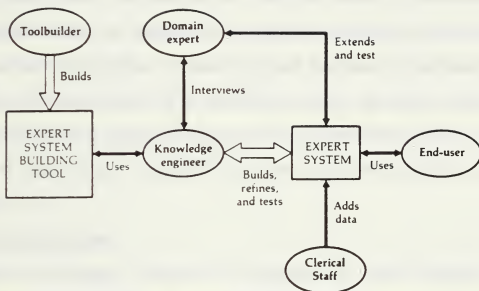 Toolbuilder
Domain
expert
Builds
Extends
and test
Interviews
EXPERT
SYSTEM
BUILDING
TOOL
Uses
Knowledge
engineer
Builds,
refines,
and tests
EXPERT
SYSTEM
Uses
End-user
Adds
data
Clerical
Staff